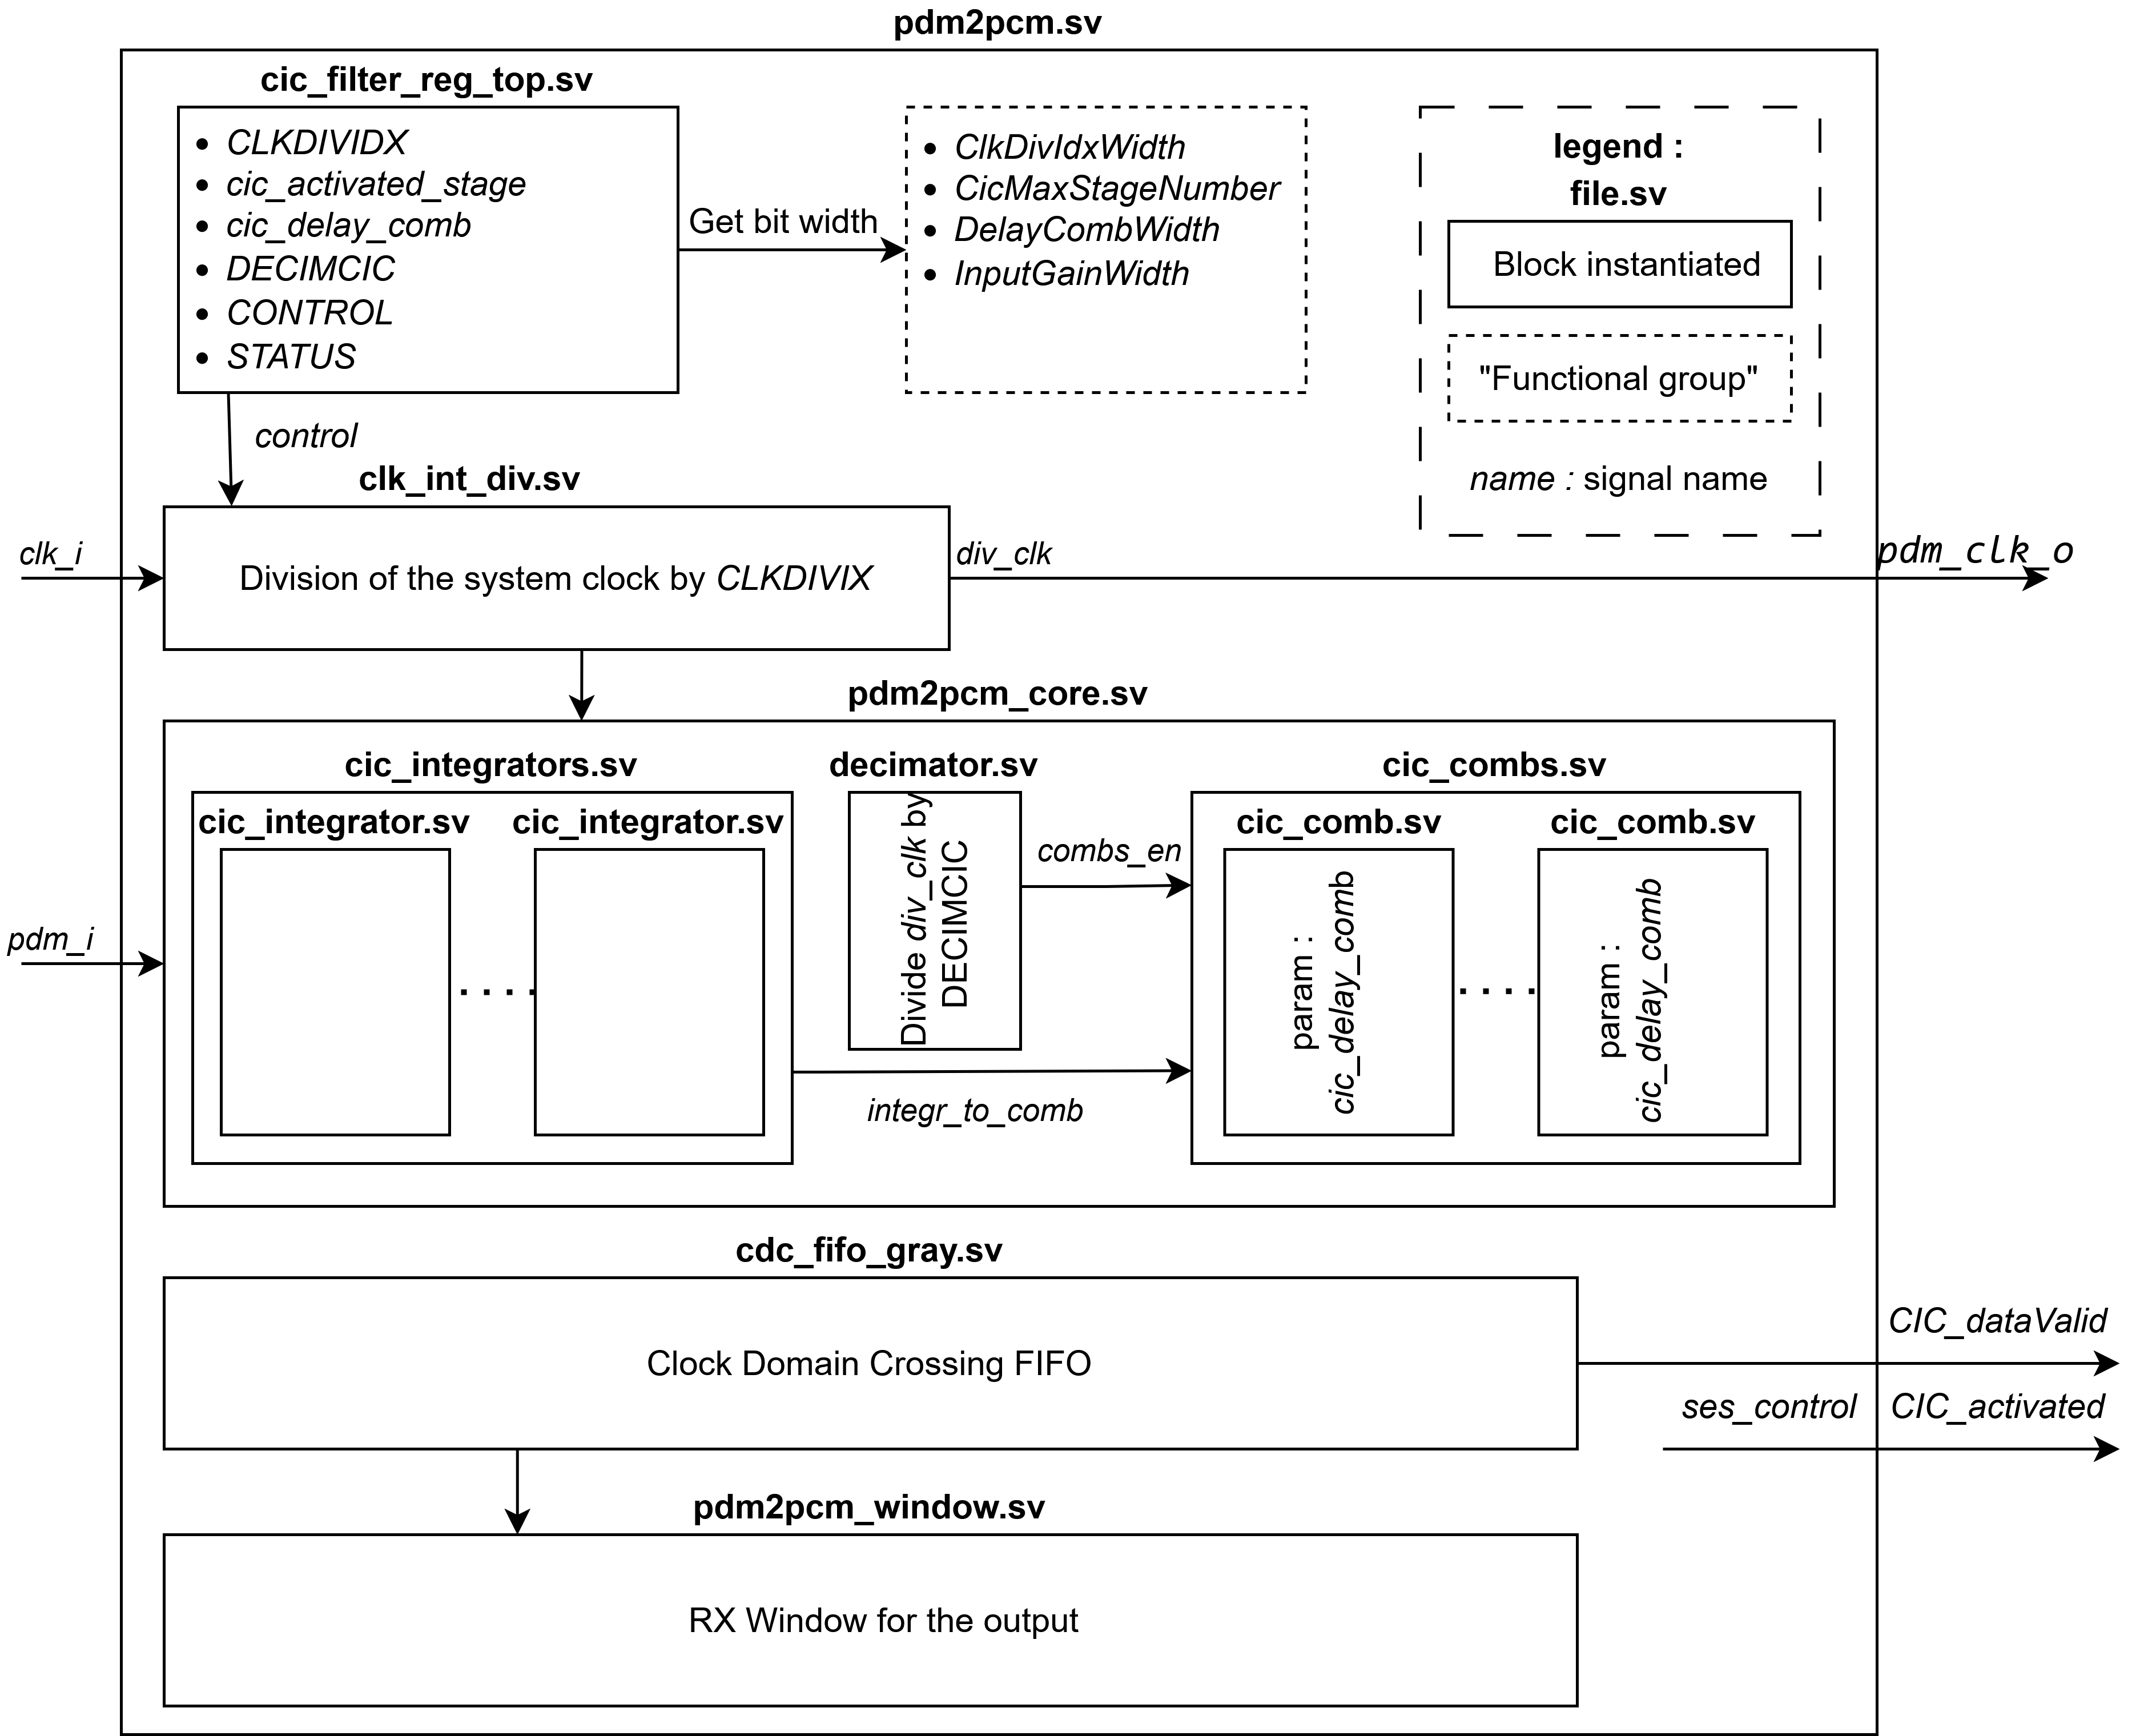 pdm2pcm.sv
cic_filter_reg_top.sv
CLKDIVIDX
cic_activated_stage
cic_delay_comb
DECIMCIC
CONTROL
STATUS
Get bit width
ClkDivIdxWidth
CicMaxStageNumber
DelayCombWidth
InputGainWidth
legend :
file.sv
Block instantiated
"Functional group"
name : signal name
control
clk_int_div.sv
clk_i
Division of the system clock by CLKDIVIX
div_clk
pdm_clk_o
pdm2pcm_core.sv
pdm_i
cic_integrators.sv
cic_integrator.sv
cic_integrator.sv
. . . .
decimator.sv
Divide div_clk by
DECIMCIC
combs_en
integr_to_comb
cic_combs.sv
cic_comb.sv
cic_comb.sv
param :
cic_delay_comb
. . . .
param :
cic_delay_comb
cdc_fifo_gray.sv
Clock Domain Crossing FIFO
CIC_dataValid
ses_control
CIC_activated
pdm2pcm_window.sv
RX Window for the output